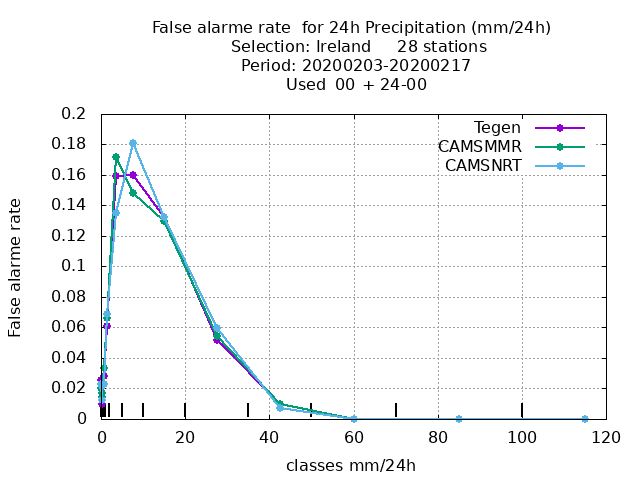 False alarme rate  for 24h Precipitation (mm/24h)
Selection: Ireland     28 stations
Period: 20200203-20200217
Used  00 + 24-00
Tegen
CAMSMMR
CAMSNRT
False alarme rate
0.2
0.18
0.16
0.14
0.12
0.1
0.08
0.06
0.04
0.02
0
0 20 40 60 80 100 120
classes mm/24h